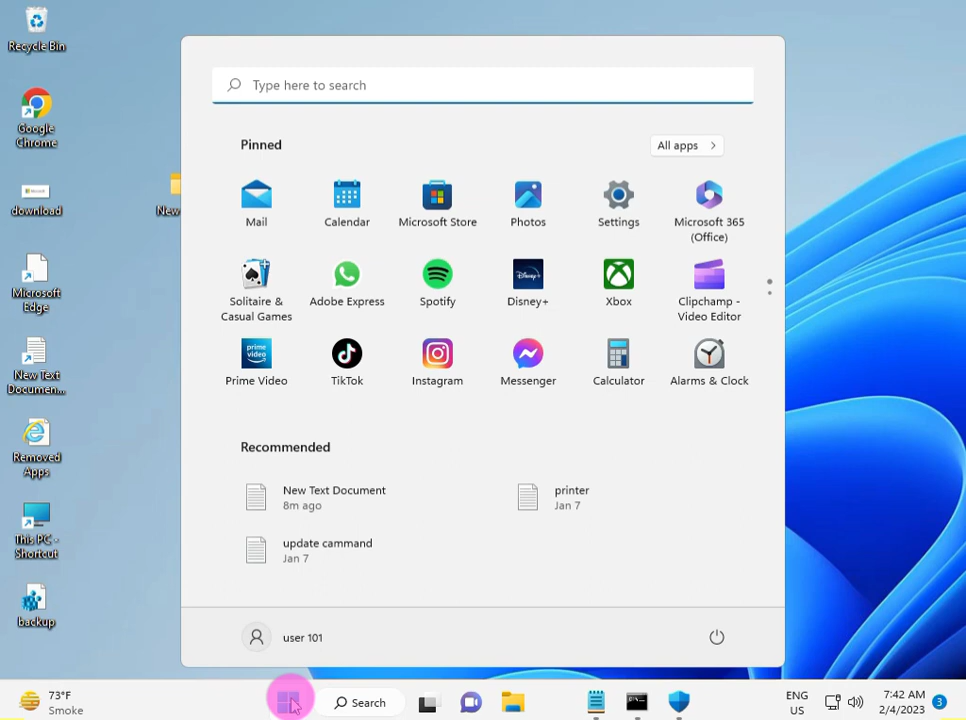 Recycle Bin
Google
Chrome
download
New
Microsoft
Edge
New Text
Documen...
Removed
Apps
This PC -
Shortcut
backup
Type here to search
Pinned
All apps
Mail
Calendar
Microsoft Store
Photos
Settings
Microsoft 365
(Office)
Solitaire &
Casual Games
Adobe Express
Spotify
Disney+
Xbox
Clipchamp -
Video Editor
prime
video
Prime Video
TikTok
Instagram
Messenger
Calculator
Alarms & Clock
Recommended
New Text Document
8m ago
printer
Jan 7
update cammand
Jan 7
user 101
73°F
Smoke
Search
ENG
US
7:42 AM
2/4/2023
3